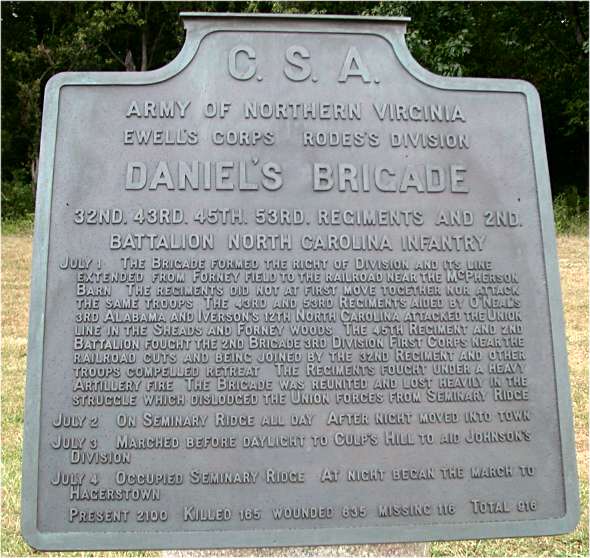 C. S. A.
ARMY OF NORTHERN VIRGINIA
EWELL'S CORPS RODES'S DIVISION
DANIEL'S BRIGADE
32ND. 43RD. 45TH. 53RD. REGIMENTS AND 2ND.
BATTALION NORTH CAROLINA INFANTRY
JULY 1 THE BRIGADE FORMED THE RIGHT OF DIVISION AND ITS LINE
EXTENDED FROM FORNEY FIELD TO THE RAILROAD NEAR THE MCPHERSON
BARN THE REGIMENTS DID NOT AT FIRST MOVE TOGETHER NOR ATTACK
THE SAME TROOPS THE 43RD AND 53RD REGIMENTS AIDED BY O'NEAL'S
3RD ALABAMA AND IVERSON'S 12TH NORTH CAROLINA ATTACKED THE UNION
LINE IN THE SHEADS AND FORNEY WOODS THE 45TH REGIMENT AND 2ND
BATTALION FOUGHT THE 2ND BRIGADE 3RD DIVISION FIRST CORPS NEAR THE
RAILROAD CUTS AND BEING JOINED BY THE 32ND REGIMENT AND OTHER
TROOPS COMPELLED RETREAT THE REGIMENTS FOUGHT UNDER A HEAVY
ARTILLERY FIRE THE BRIGADE WAS REUNITED AND LOST HEAVILY IN THE
STRUGGLE WHICH DISLODGED THE UNION FORCES FROM SEMINARY RIDGE
JULY 2 ON SEMINARY RIDGE ALL DAY AFTER NIGHT MOVED INTO TOWN
JULY 3 MARCHED BEFORE DAYLIGHT TO CULP'S HILL TO AID JOHNSON'S
DIVISION
JULY 4 OCCUPIED SEMINARY RIDGE AT NIGHT BEGAN THE MARCH TO
HAGERSTOWN
PRESENT 2100 KILLED 165 WOUNDED 635 MISSING 116 TOTAL 916